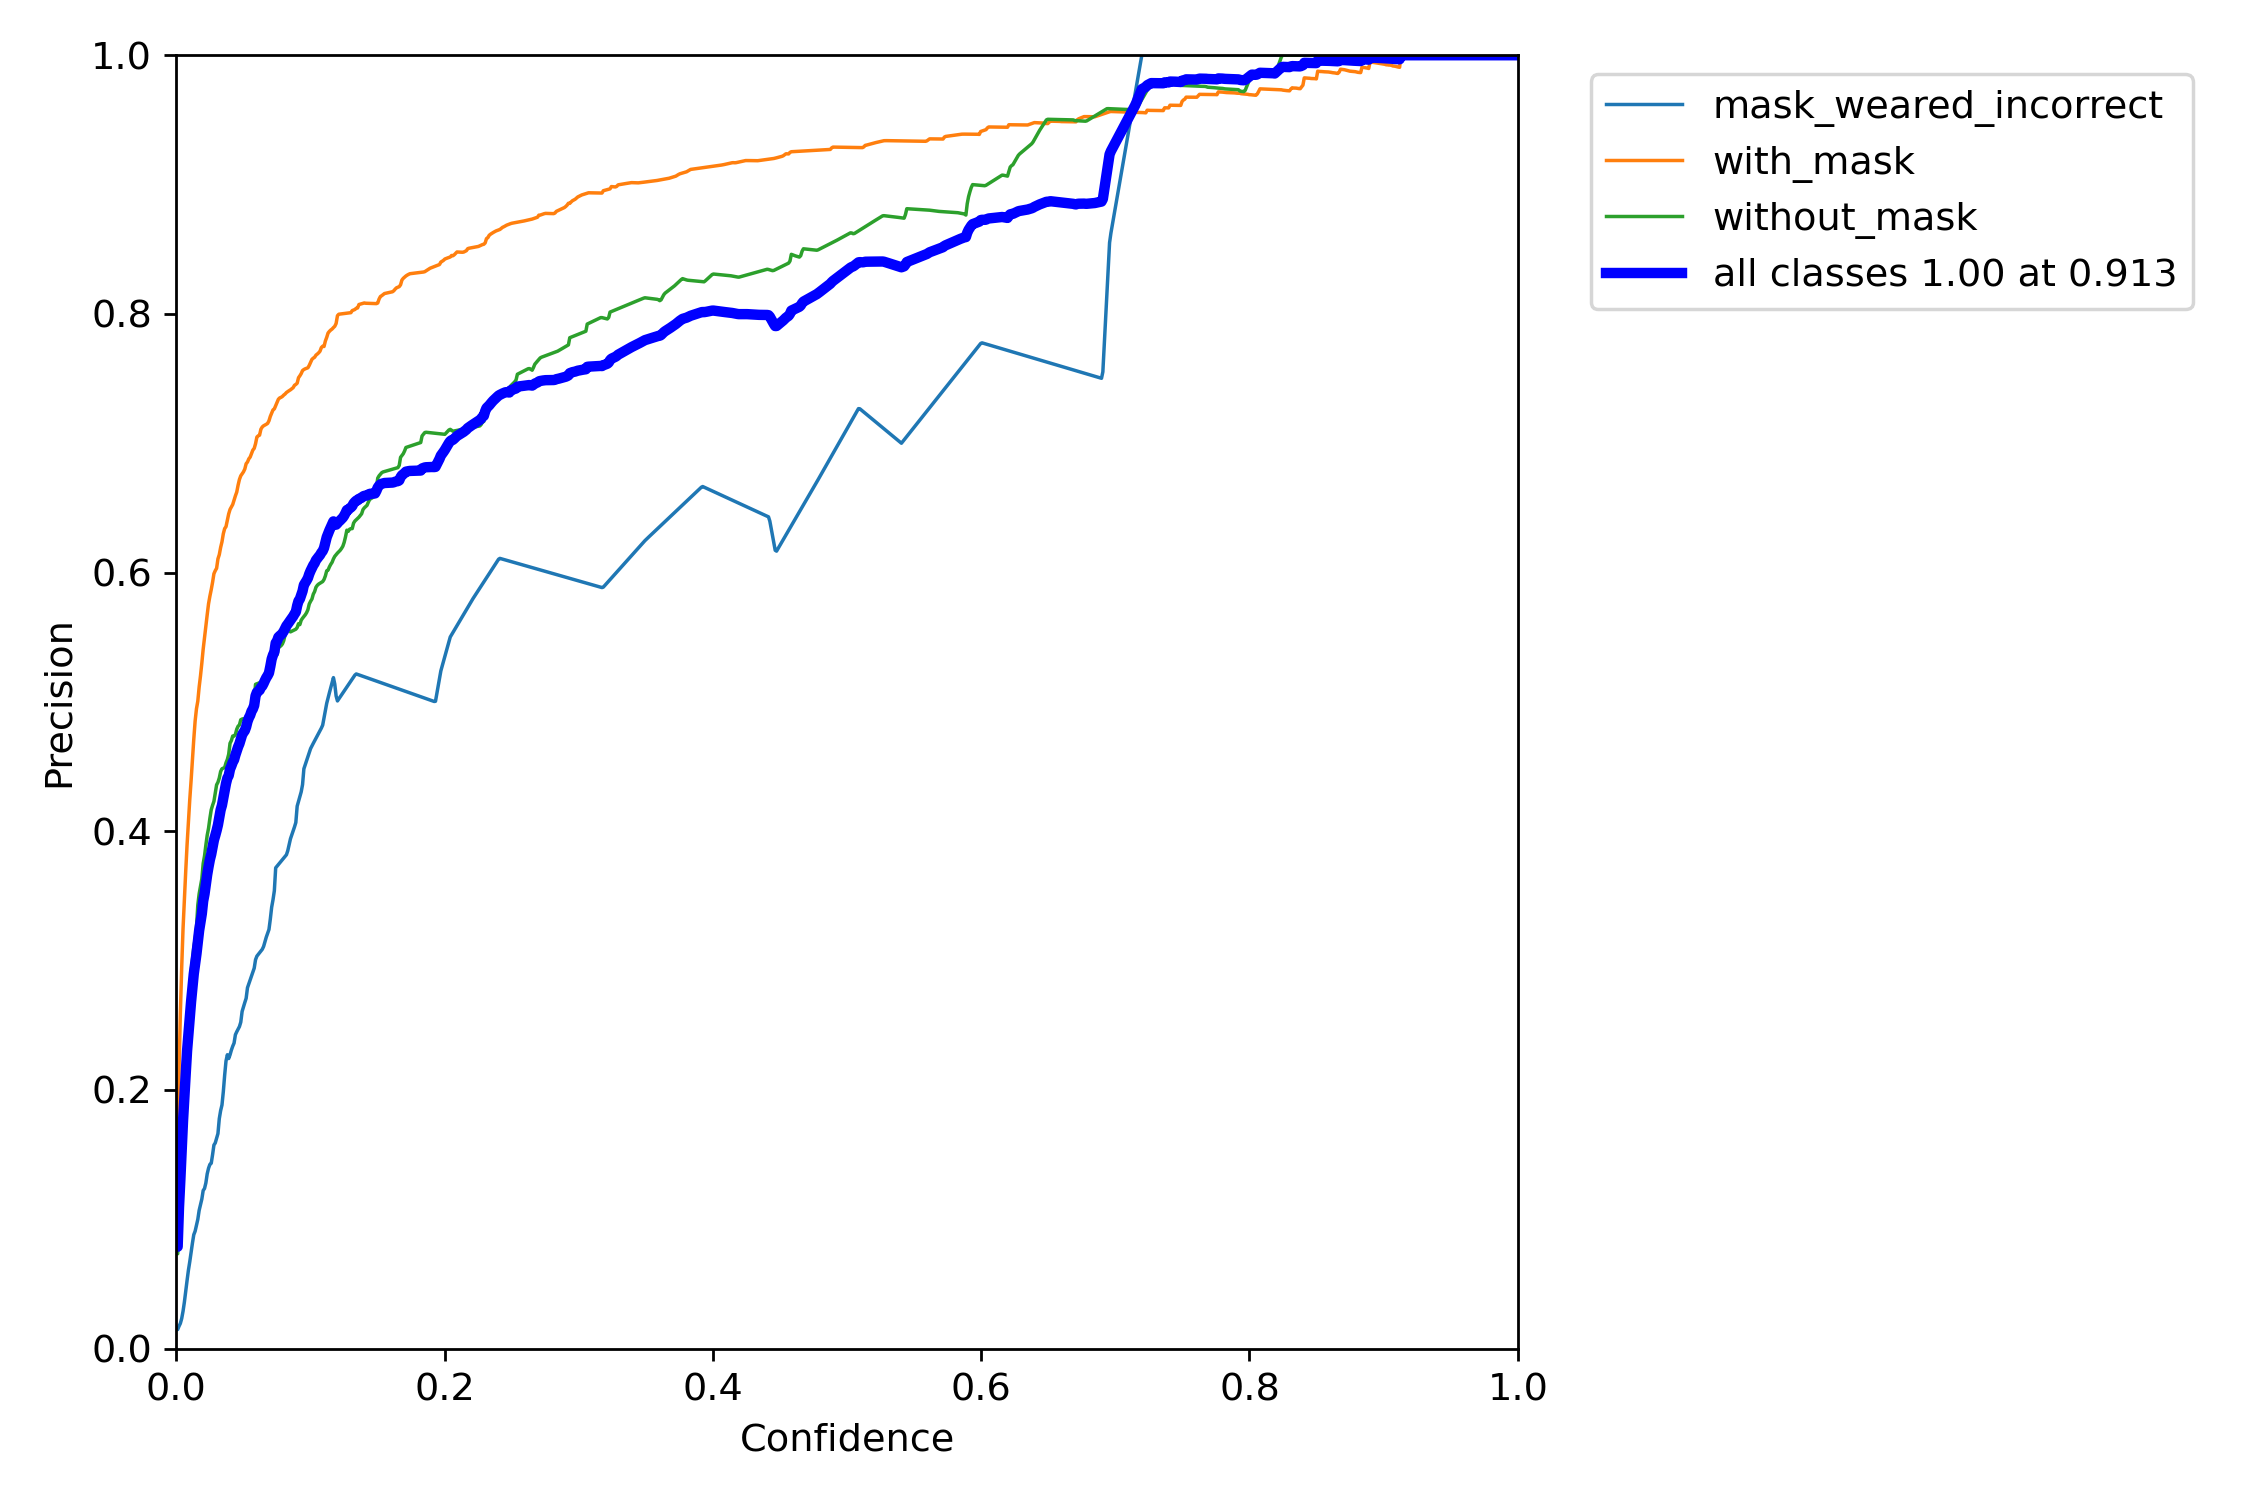 1.0
0.8
0.6
0.4
0.2
0.0
Precision
0.0 0.2 0.4 0.6 0.8 1.0
Confidence
mask_weared_incorrect
with_mask
without_mask
all classes 1.00 at 0.913